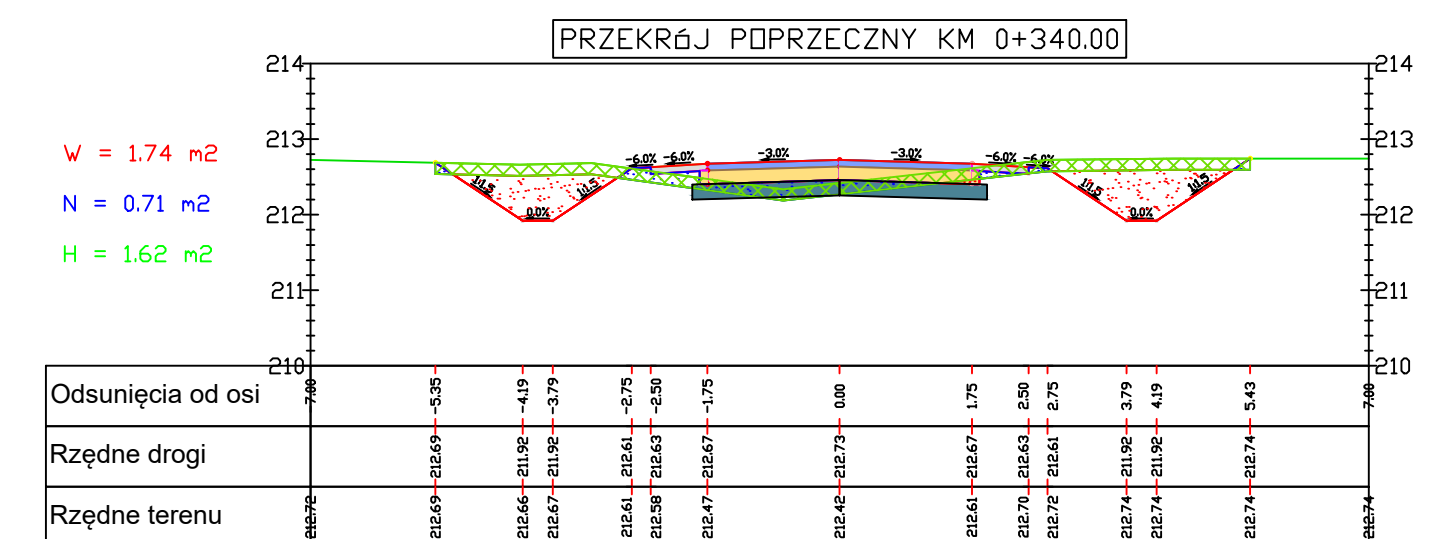 PRZEKRóJ POPRZECZNY KM 0+340.00
214 214
213 213
212 212
211 211
210 210
W = 1.74 m2
N = 0.71 m2
H = 1.62 m2
-6.0% -6.0% -3.0% -3.0% -6.0% -6.0%
1:1.5 1:1.5 1:1.5 1:1.5
0.0% 0.0%
Odsunięcia od osi -7.00 -5.35 -4.19 -3.79 -2.75 -2.50 -1.75 0.00 1.75 2.50 2.75 3.79 4.19 5.43 7.00
Rzędne drogi 212.69 211.92 211.92 212.61 212.63 212.67 212.73 212.67 212.63 212.61 211.92 211.92 212.74
Rzędne terenu 212.72 212.69 212.66 212.67 212.61 212.58 212.47 212.42 212.61 212.70 212.72 212.74 212.74 212.74 212.74